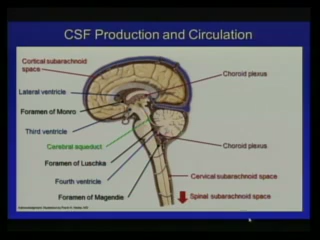 CSF Production and Circulation
Cortical subarachnoid
space
Choroid plexus
Lateral ventricle
Foramen of Monro
Third ventricle
Cerebral aqueduct
Choroid plexus
Foramen of Luschka
Cervical subarachnoid space
Fourth ventricle
Spinal subarachnoid space
Foramen of Magendie